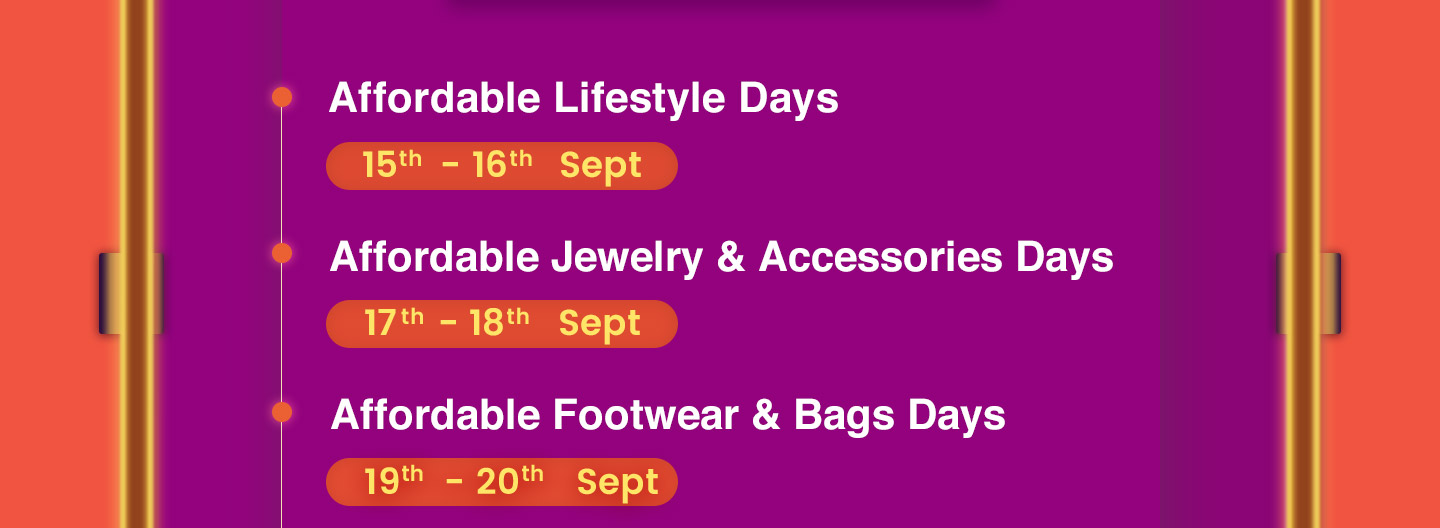 Affordable Lifestyle Days
15th - 16th Sept
Affordable Jewelry & Accessories Days
17th - 18th Sept
Affordable Footwear & Bags Days
19th - 20th Sept